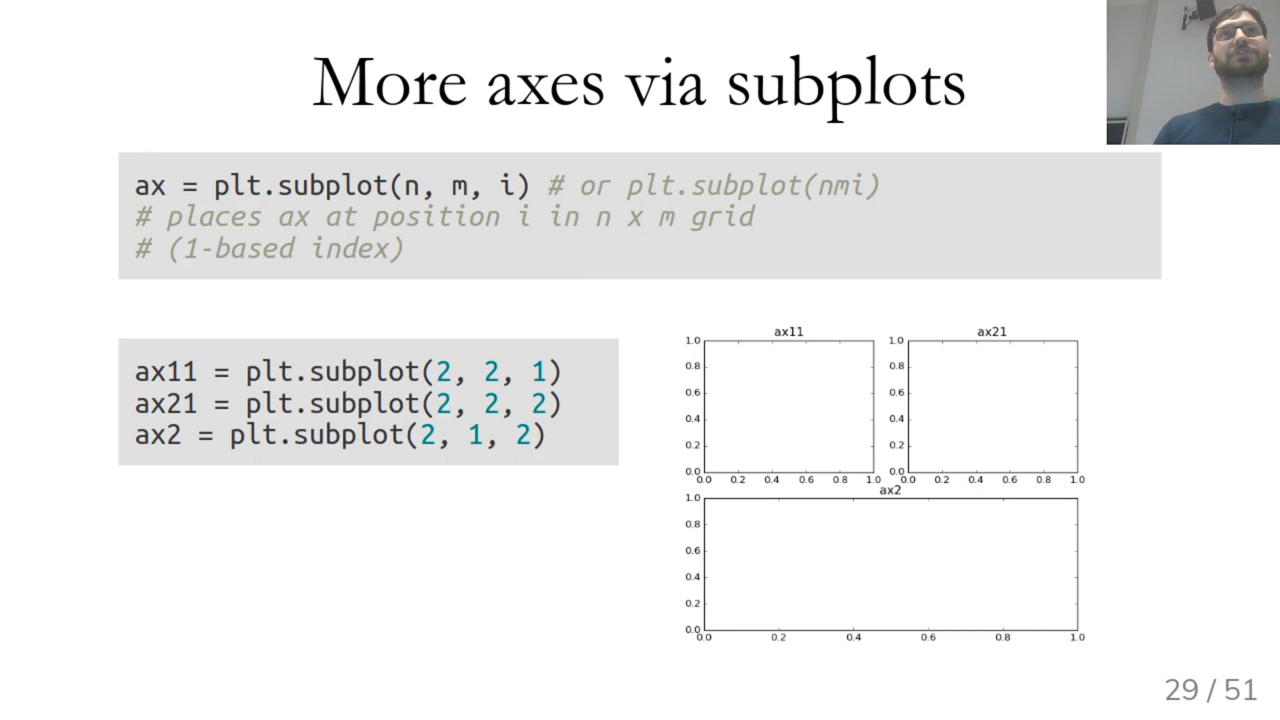 More axes via subplots
ax = plt.subplot(n, m, i) # or plt.subplot(nmi)
# places ax at position i in n x m grid
# (1-based index)
ax11 = plt.subplot(2, 2, 1)
ax21 = plt.subplot(2, 2, 2)
ax2 = plt.subplot(2, 1, 2)
ax11
1.0
0.8
0.6
0.4
0.2
0.0
0.0 0.2 0.4 0.6 0.8 1.0
ax21
1.0
0.8
0.6
0.4
0.2
0.0
0.0 0.2 0.4 0.6 0.8 1.0
ax2
1.0
0.8
0.6
0.4
0.2
0.0
0.0 0.2 0.4 0.6 0.8 1.0
29 / 51